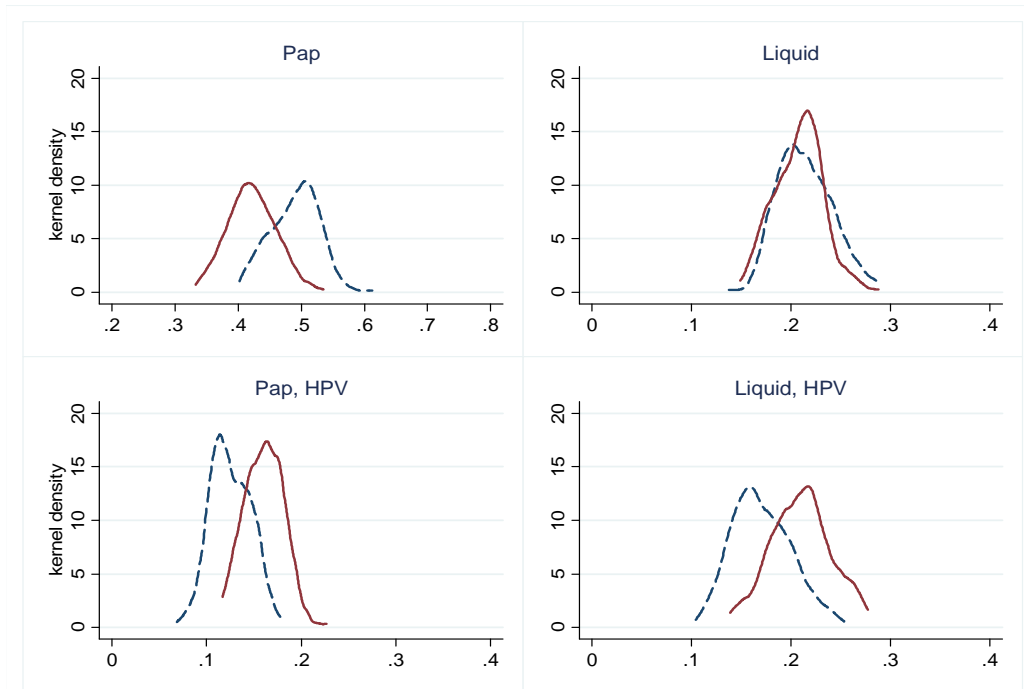 Pap
Liquid
kernel density
0 5 10 15 20
.2 .3 .4 .5 .6 .7 .8
0 5 10 15 20
0 .1 .2 .3 .4
Pap, HPV
Liquid, HPV
kernel density
0 5 10 15 20
0 .1 .2 .3 .4
0 5 10 15 20
0 .1 .2 .3 .4